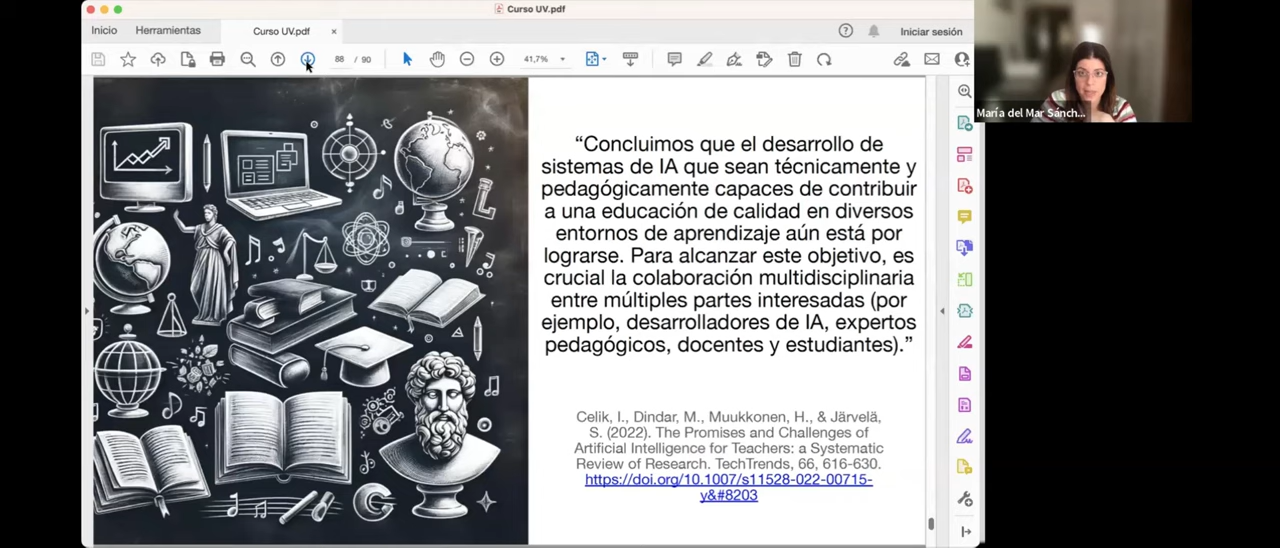 Curso UV.pdf
Inicio
Herramientas
Curso UV.pdf
×
Iniciar sesión
88 / 90
41,7%
María del Mar Sánch...
“Concluimos que el desarrollo de
sistemas de IA que sean técnicamente y
pedagógicamente capaces de contribuir
a una educación de calidad en diversos
entornos de aprendizaje aún está por
lograrse. Para alcanzar este objetivo, es
crucial la colaboración multidisciplinaria
entre múltiples partes interesadas (por
ejemplo, desarrolladores de IA, expertos
pedagógicos, docentes y estudiantes).”
Celik, I., Dindar, M., Muukkonen, H., & Järvelä,
S. (2022). The Promises and Challenges of
Artificial Intelligence for Teachers: a Systematic
Review of Research. TechTrends, 66, 616-630.
https://doi.org/10.1007/s11528-022-00715-
y&#8203